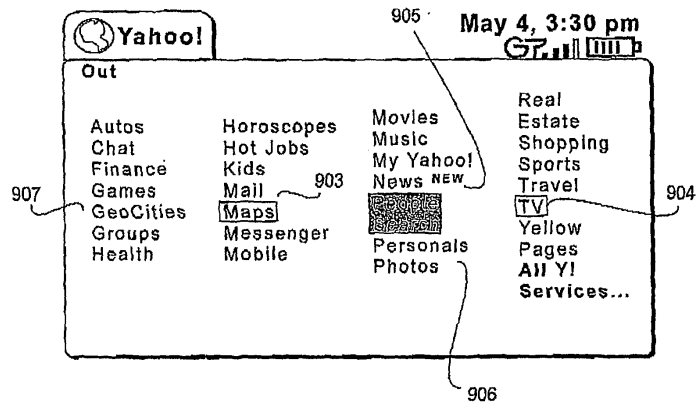 905
May 4, 3:30 pm
Yahoo!
Out
Autos
Chat
Finance
Games
GeoCities
Groups
Health
Horoscopes
Hot Jobs
Kids
Mail
Maps
Messenger
Mobile
Movies
Music
My Yahoo!
News NEW
People
Search
Personals
Photos
Real
Estate
Shopping
Sports
Travel
TV
Yellow
Pages
All Y!
Services...
907
903
904
906